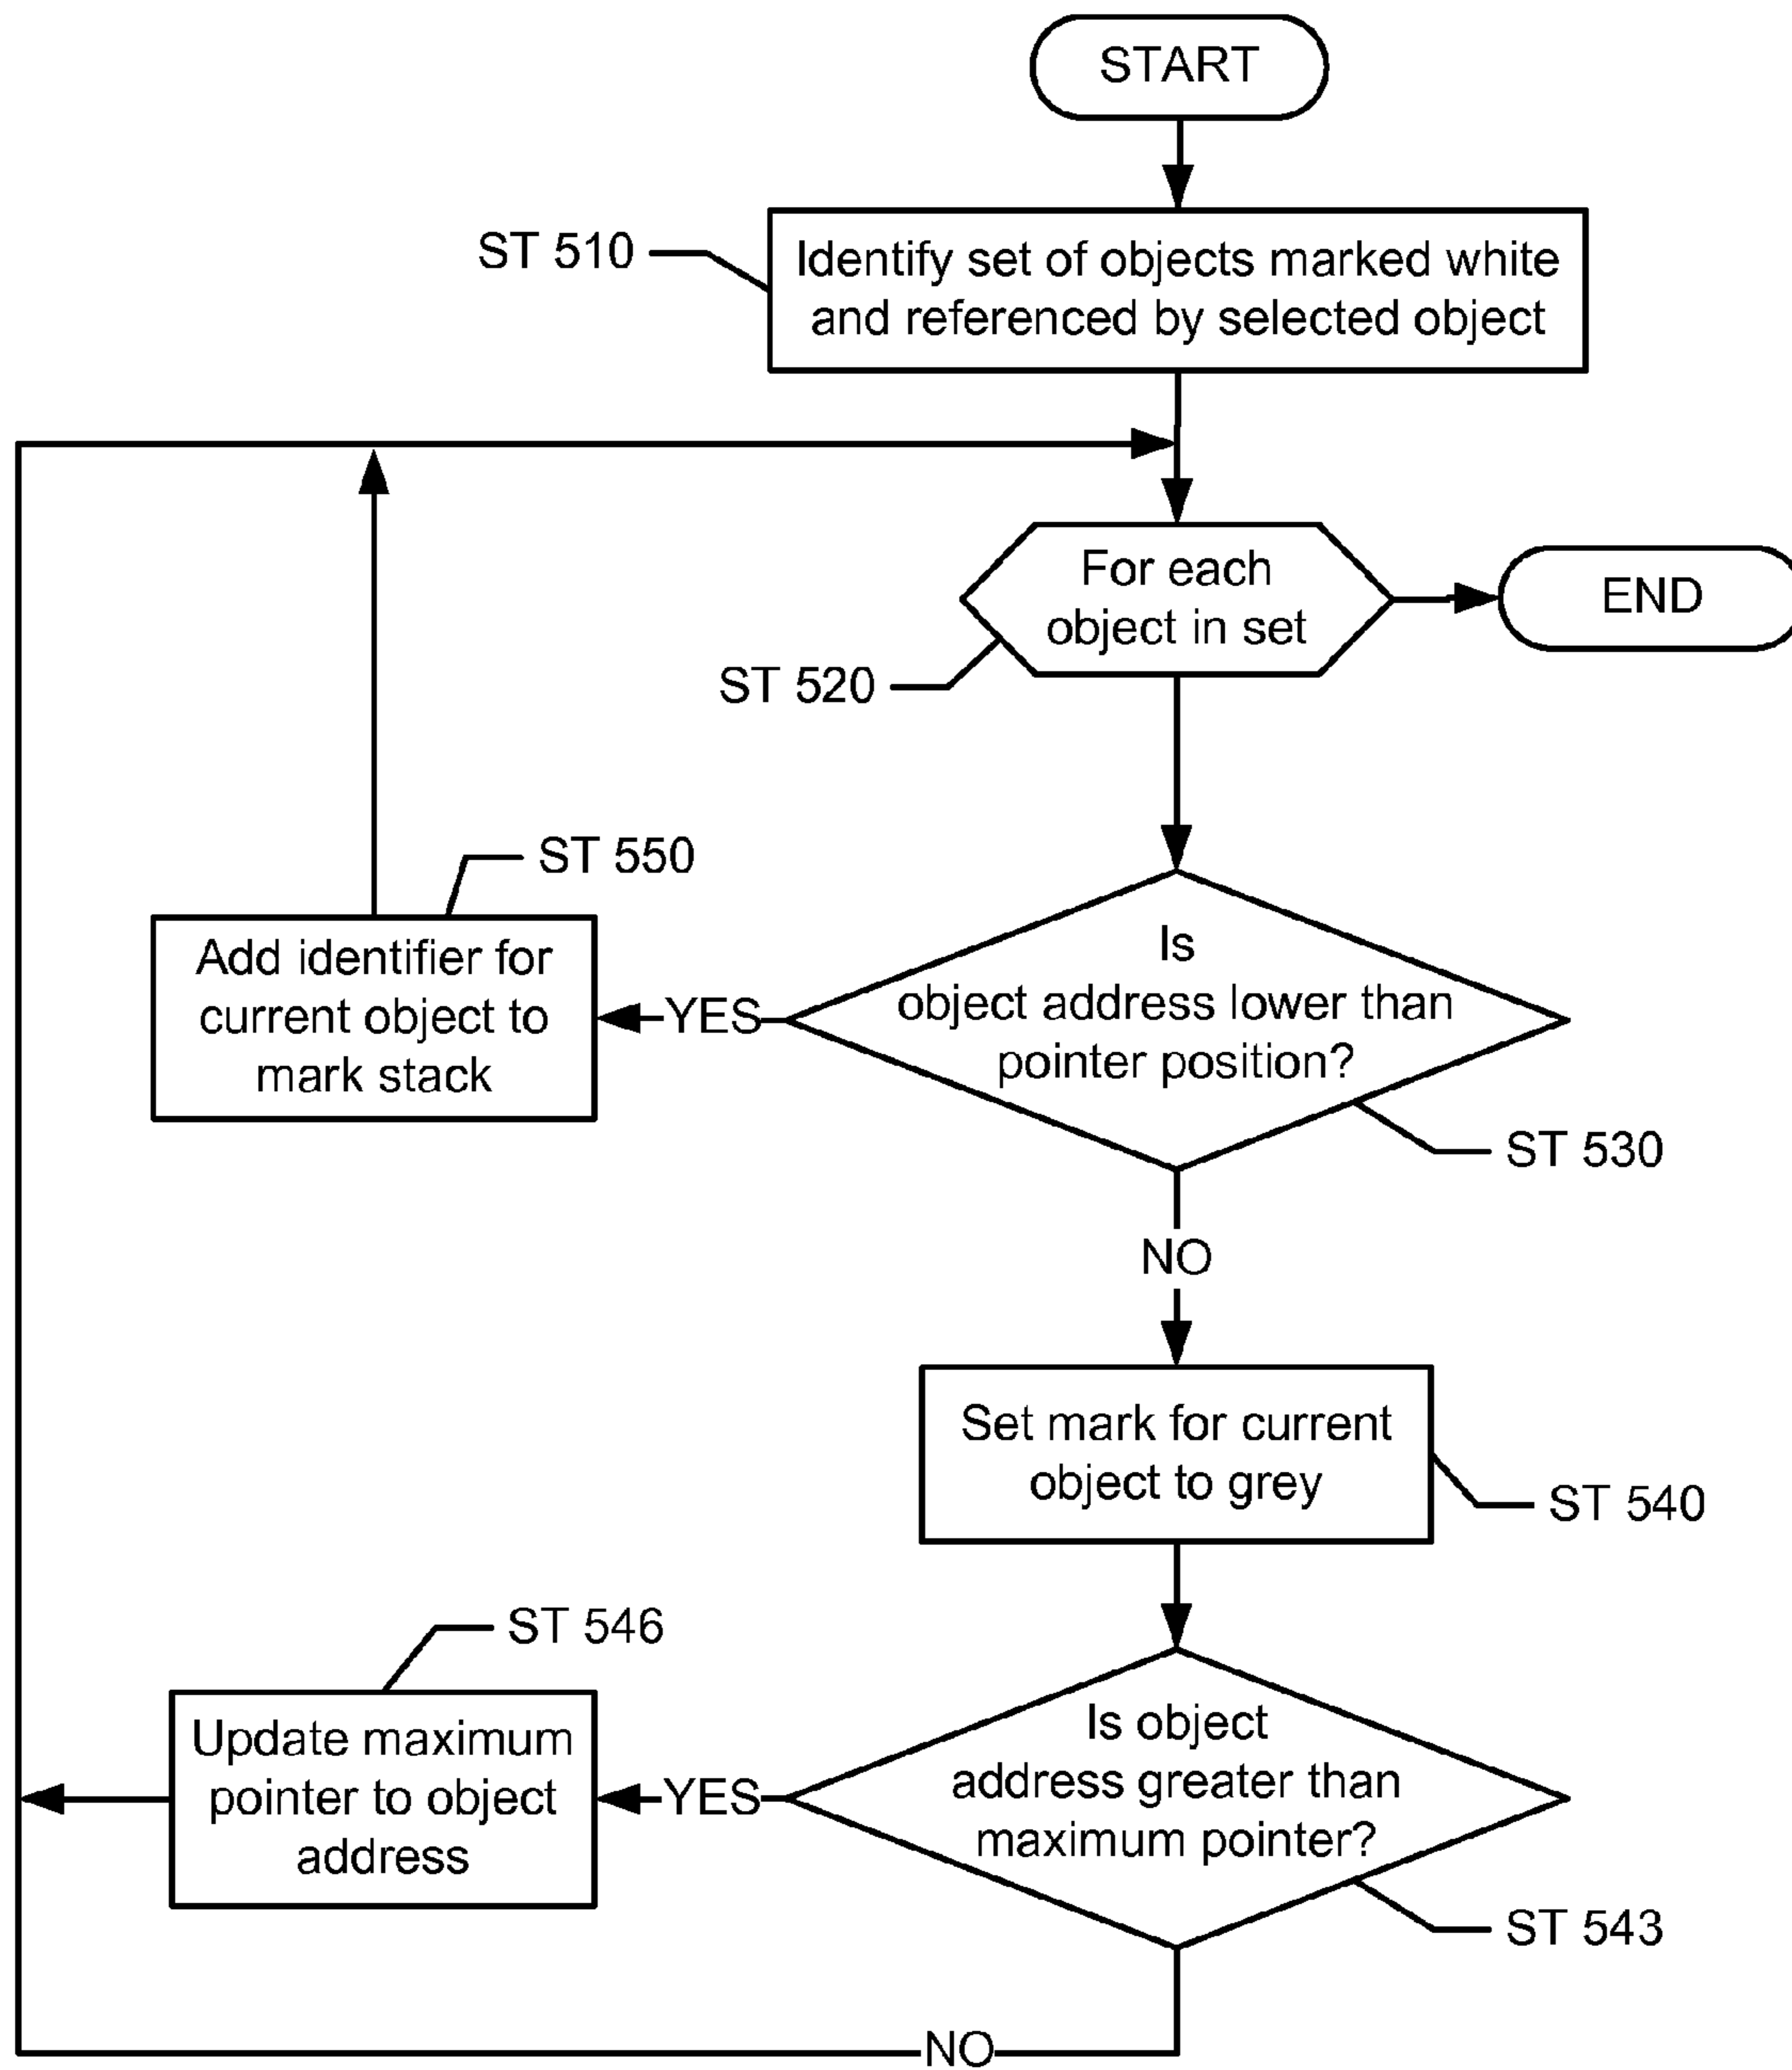 START
ST 510
Identify set of objects marked white
and referenced by selected object
For each
object in set
END
ST 520
ST 550
Add identifier for
current object to
mark stack
YES
Is
object address lower than
pointer position?
ST 530
NO
Set mark for current
object to grey
ST 540
ST 546
Update maximum
pointer to object
address
YES
Is object
address greater than
maximum pointer?
ST 543
NO